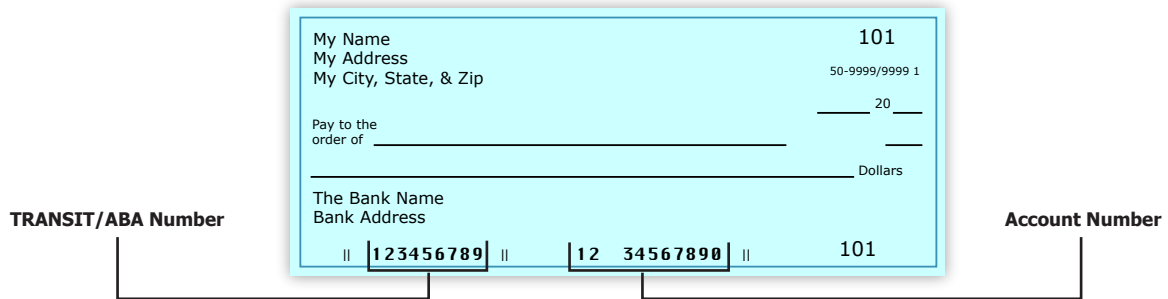 My Name
101
My Address
50-9999/9999 1
My City, State, & Zip
20
Pay to the
order of
Dollars
The Bank Name
Bank Address
TRANSIT/ABA Number
Account Number
|| 123456789 || 12 34567890 || 101